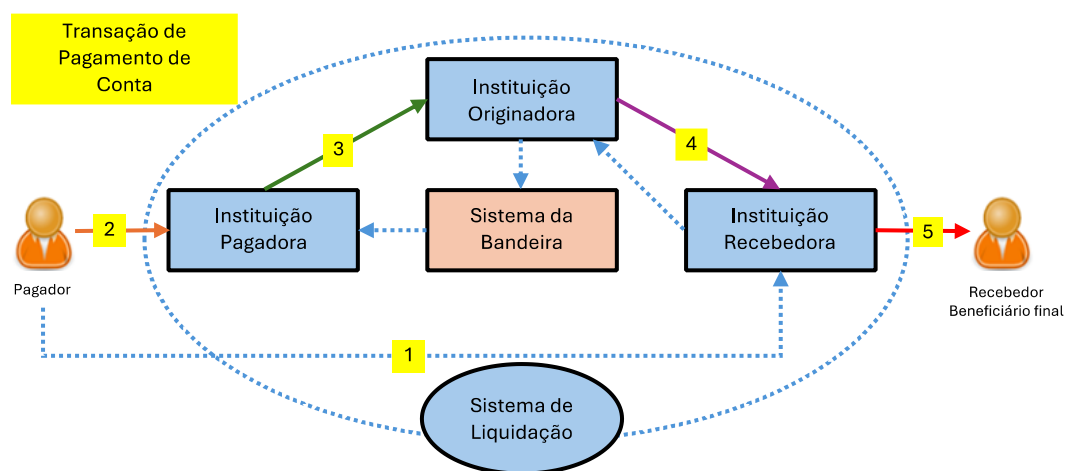 Transação de
Pagamento de
Conta
Instituição
Originadora
3
4
Instituição
Pagadora
Sistema da
Bandeira
Instituição
Recebedora
2
5
Pagador
Recebedor
Beneficiário final
1
Sistema de
Liquidação